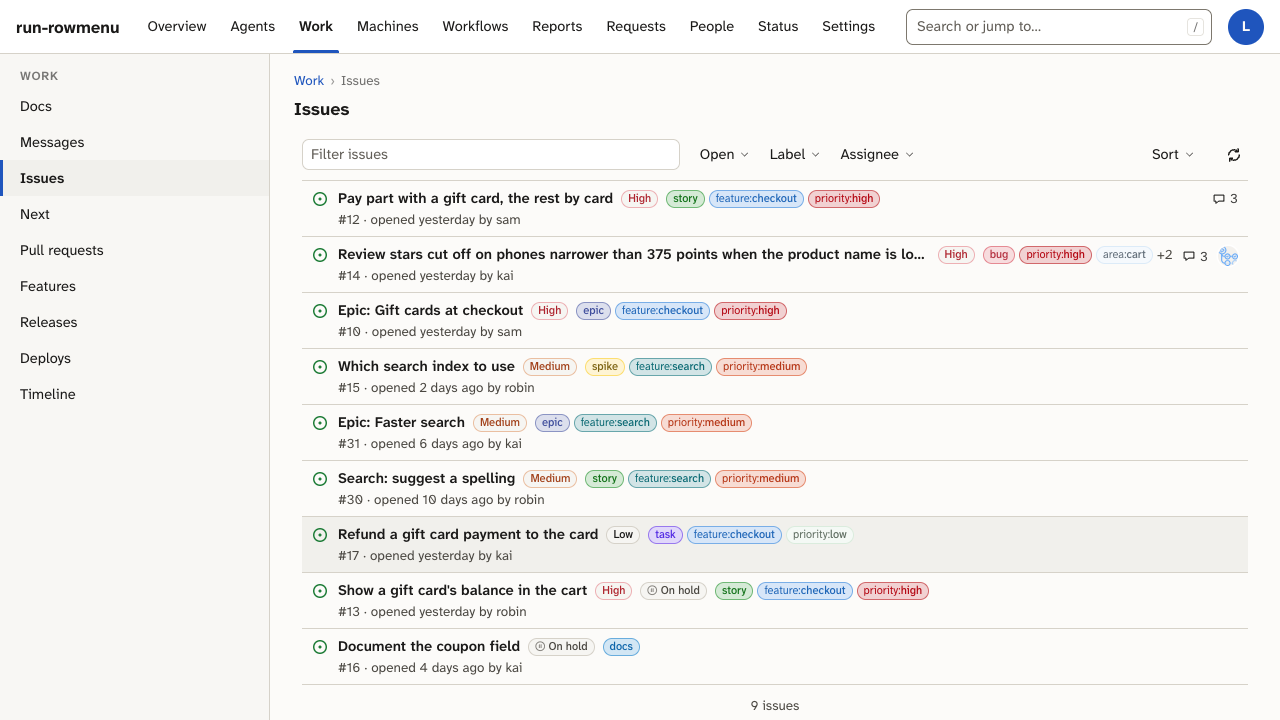 run-rowmenu Overview Agents Work Machines Workflows Reports Requests People Status Settings Search or jump to... / L
WORK
Docs
Messages
Issues
Next
Pull requests
Features
Releases
Deploys
Timeline
Work › Issues
Issues
Filter issues Open Label Assignee Sort
Pay part with a gift card, the rest by card High story feature:checkout priority:high 3
#12 · opened yesterday by sam
Review stars cut off on phones narrower than 375 points when the product name is lo... High bug priority:high area:cart +2 3
#14 · opened yesterday by kai
Epic: Gift cards at checkout High epic feature:checkout priority:high
#10 · opened yesterday by sam
Which search index to use Medium spike feature:search priority:medium
#15 · opened 2 days ago by robin
Epic: Faster search Medium epic feature:search priority:medium
#31 · opened 6 days ago by kai
Search: suggest a spelling Medium story feature:search priority:medium
#30 · opened 10 days ago by robin
Refund a gift card payment to the card Low task feature:checkout priority:low
#17 · opened yesterday by kai
Show a gift card's balance in the cart High On hold story feature:checkout priority:high
#13 · opened yesterday by robin
Document the coupon field On hold docs
#16 · opened 4 days ago by kai
9 issues